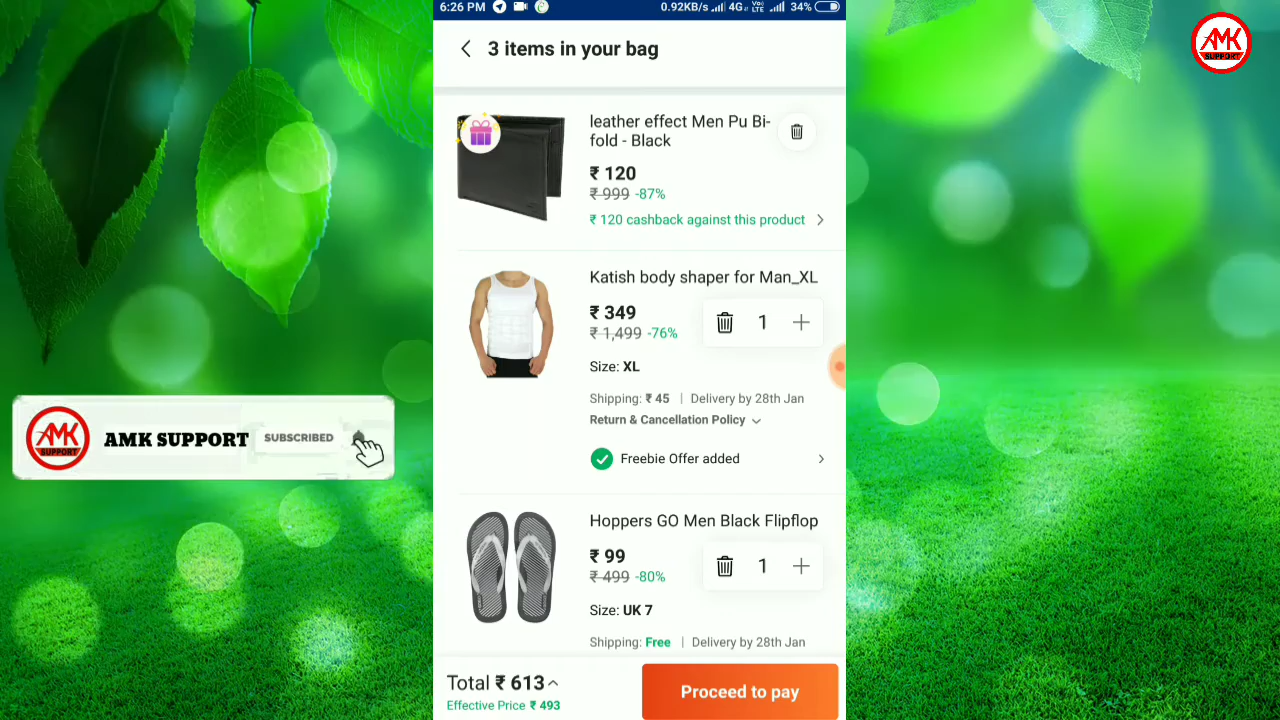 6:26 PM
0.92KB/s 4G Vo LTE 34%
3 items in your bag
leather effect Men Pu Bi-
fold - Black
₹ 120
₹ 999 -87%
₹ 120 cashback against this product
Katish body shaper for Man_XL
₹ 349
₹ 1,499 -76%
1
Size: XL
Shipping: ₹ 45 | Delivery by 28th Jan
Return & Cancellation Policy
Freebie Offer added
Hoppers GO Men Black Flipflop
₹ 99
₹ 499 -80%
1
Size: UK 7
Shipping: Free | Delivery by 28th Jan
Total ₹ 613
Effective Price ₹ 493
Proceed to pay
AMK
SUPPORT
AMK SUPPORT
SUBSCRIBED
AMK
SUPPORT